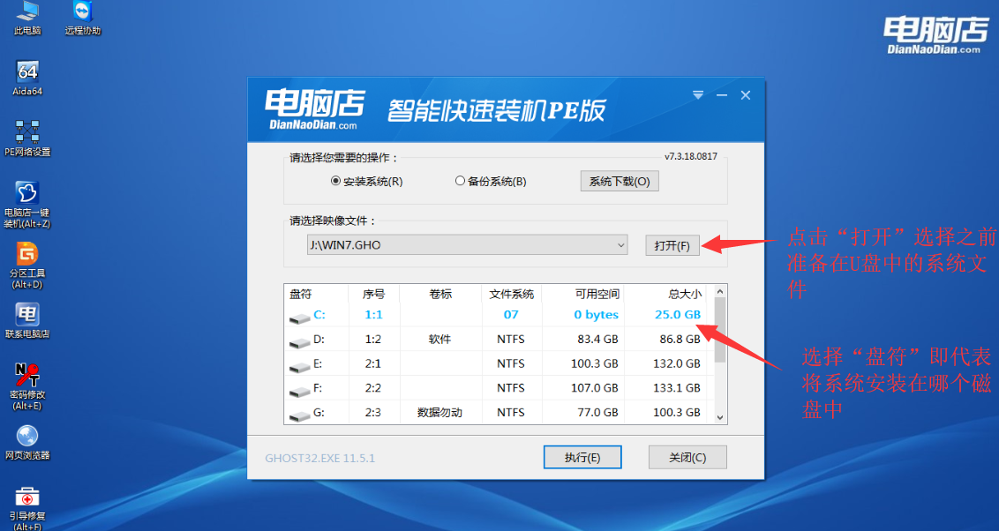 此电脑
远程协助
Aida64
PE网络设置
电脑店一键
装机(Alt+Z)
分区工具
(Alt+D)
联系电脑店
密码修改
(Alt+E)
网页浏览器
引导修复
(Alt+F)
电脑店
DianNaoDian.com
电脑店
DianNaoDian.com
智能快速装机PE版
请选择您需要的操作：
v7.3.18.0817
安装系统(R)
备份系统(B)
系统下载(O)
请选择映像文件：
J:\WIN7.GHO
打开(F)
盘符 序号 卷标 文件系统 可用空间 总大小
C: 1:1 07 0 bytes 25.0 GB
D: 1:2 软件 NTFS 83.4 GB 86.8 GB
E: 2:1 NTFS 100.3 GB 132.0 GB
F: 2:2 NTFS 107.0 GB 133.1 GB
G: 2:3 数据勿动 NTFS 77.0 GB 100.3 GB
GHOST32.EXE 11.5.1
执行(E)
关闭(C)
点击“打开”选择之前
准备在U盘中的系统文
件
选择“盘符”即代表
将系统安装在哪个磁
盘中